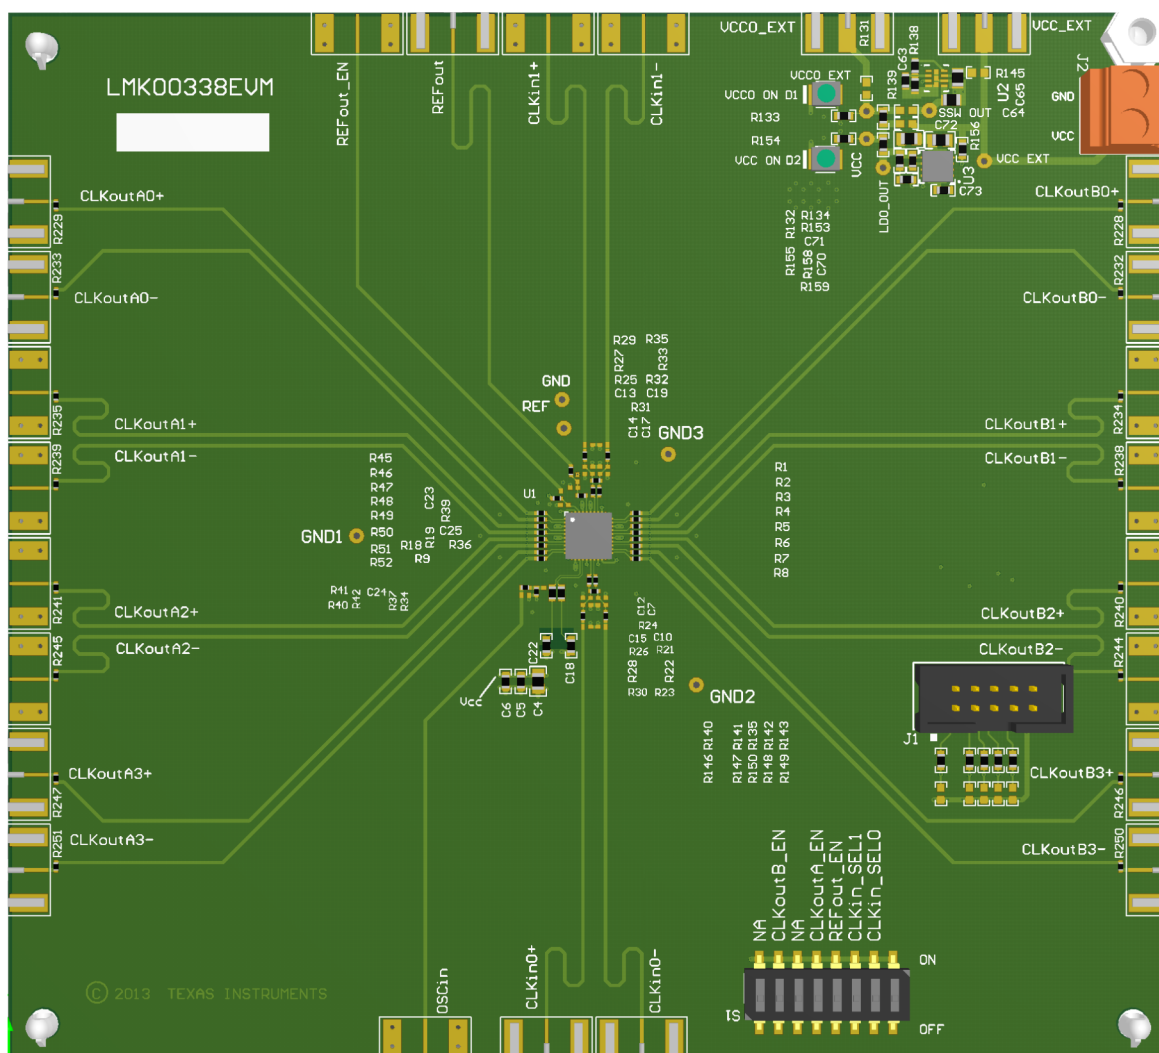 VCCO_EXT
VCC_EXT
R131
R138
C63
R139
R145
U2
C65
C64
J2
GND
VCC
LMK00338EVM
REFout_EN
REFout
CLKin1+
CLKin1-
VCCO EXT
VCCO ON D1
R133
R154
VCC ON D2
VCC
SSW OUT
C72
R156
VCC EXT
U3
C73
LDO_OUT
CLKoutA0+
R229
R233
CLKoutA0-
R132
R134
R153
C71
R155
R158
C70
R159
CLKoutB0+
R228
R232
CLKoutB0-
R29
R35
R27
R33
R25
R32
C13
C19
R31
C14
C17
GND
REF
GND3
R235
CLKoutA1+
R239
CLKoutA1-
R234
CLKoutB1+
R238
CLKoutB1-
R45
R46
R47
R48
R49
R50
R51
R52
C23
R39
R19
C25
R18
R9
R36
GND1
U1
R1
R2
R3
R4
R5
R6
R7
R8
R41
R42
C24
R37
R34
R40
R241
CLKoutA2+
R245
CLKoutA2-
C12
C7
R24
C15
C10
R26
R21
R28
R22
R30
R23
R240
CLKoutB2+
R244
CLKoutB2-
C22
C18
Vcc
C6
C5
C4
GND2
J1
R146 R140
R147 R141
R150 R135
R148 R142
R149 R143
CLKoutA3+
R247
R251
CLKoutA3-
CLKoutB3+
R246
R250
CLKoutB3-
NA
CLKoutB_EN
NA
CLKoutA_EN
REFout_EN
CLKin_SEL1
CLKin_SEL0
ON
OFF
S1
OSCin
CLKin0+
CLKin0-
© 2013 TEXAS INSTRUMENTS